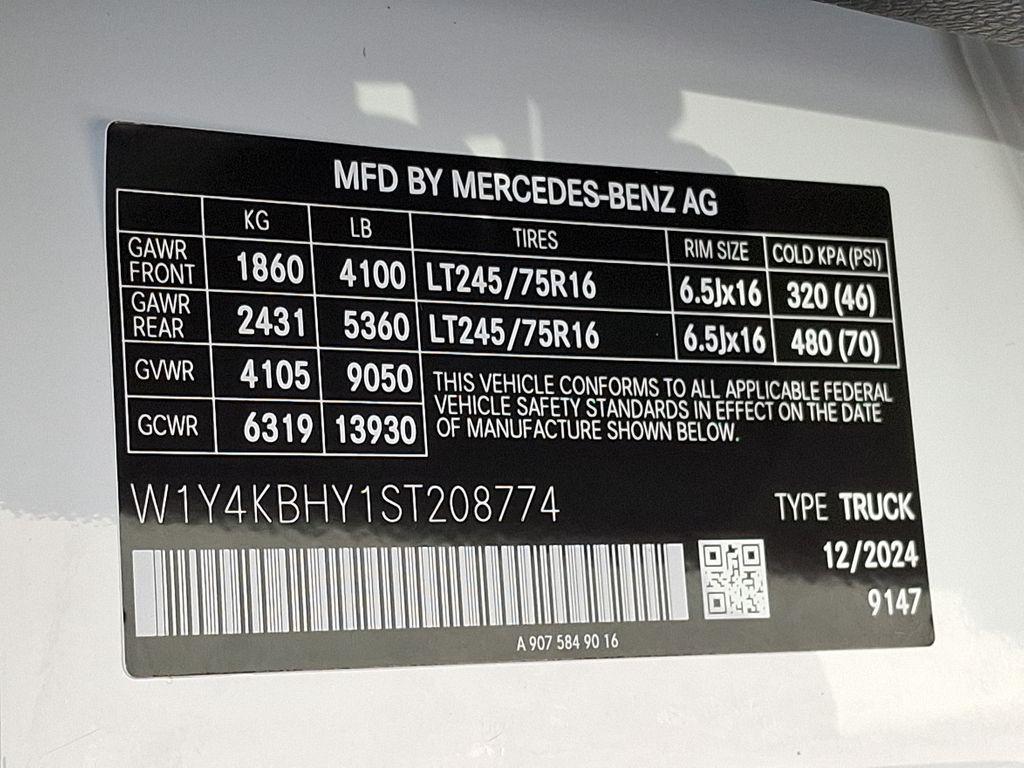 MFD BY MERCEDES-BENZ AG
KG LB TIRES RIM SIZE COLD KPA (PSI)
GAWR FRONT 1860 4100 LT245/75R16 6.5Jx16 320 (46)
GAWR REAR 2431 5360 LT245/75R16 6.5Jx16 480 (70)
GVWR 4105 9050
GCWR 6319 13930
THIS VEHICLE CONFORMS TO ALL APPLICABLE FEDERAL
VEHICLE SAFETY STANDARDS IN EFFECT ON THE DATE
OF MANUFACTURE SHOWN BELOW.
W1Y4KBHY1ST208774
TYPE TRUCK
12/2024
9147
A 907 584 90 16